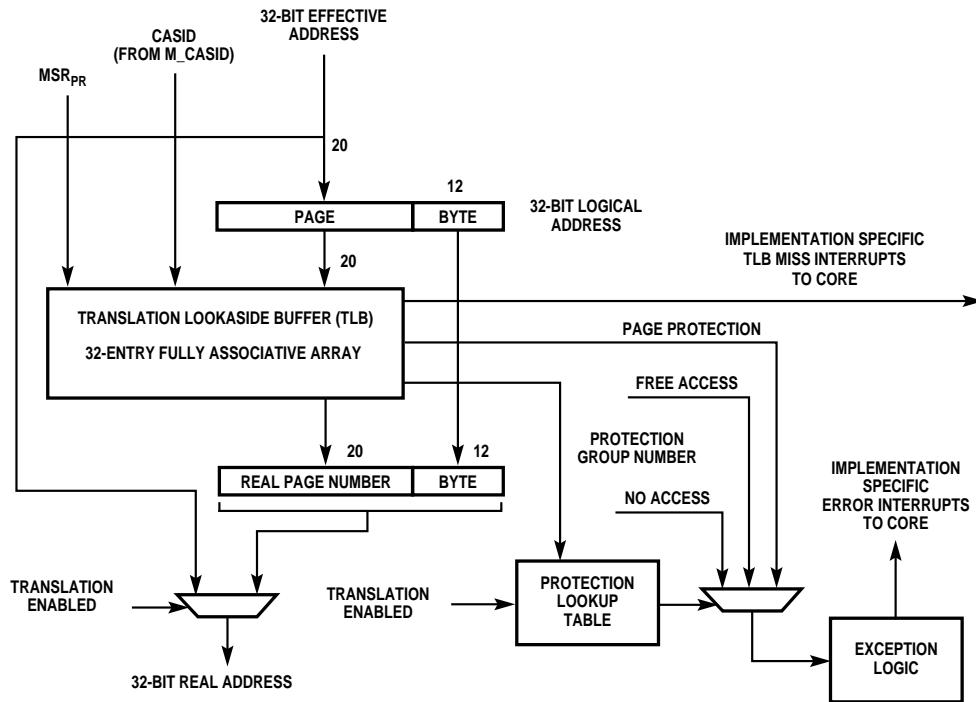 32-BIT EFFECTIVE
ADDRESS
CASID
(FROM M_CASID)
MSRPR
20
12
PAGE
BYTE
32-BIT LOGICAL
ADDRESS
20
IMPLEMENTATION SPECIFIC
TLB MISS INTERRUPTS
TO CORE
TRANSLATION LOOKASIDE BUFFER (TLB)
32-ENTRY FULLY ASSOCIATIVE ARRAY
PAGE PROTECTION
FREE ACCESS
20
12
PROTECTION
GROUP NUMBER
REAL PAGE NUMBER
BYTE
NO ACCESS
IMPLEMENTATION
SPECIFIC
ERROR INTERRUPTS
TO CORE
TRANSLATION
ENABLED
TRANSLATION
ENABLED
PROTECTION
LOOKUP
TABLE
32-BIT REAL ADDRESS
EXCEPTION
LOGIC